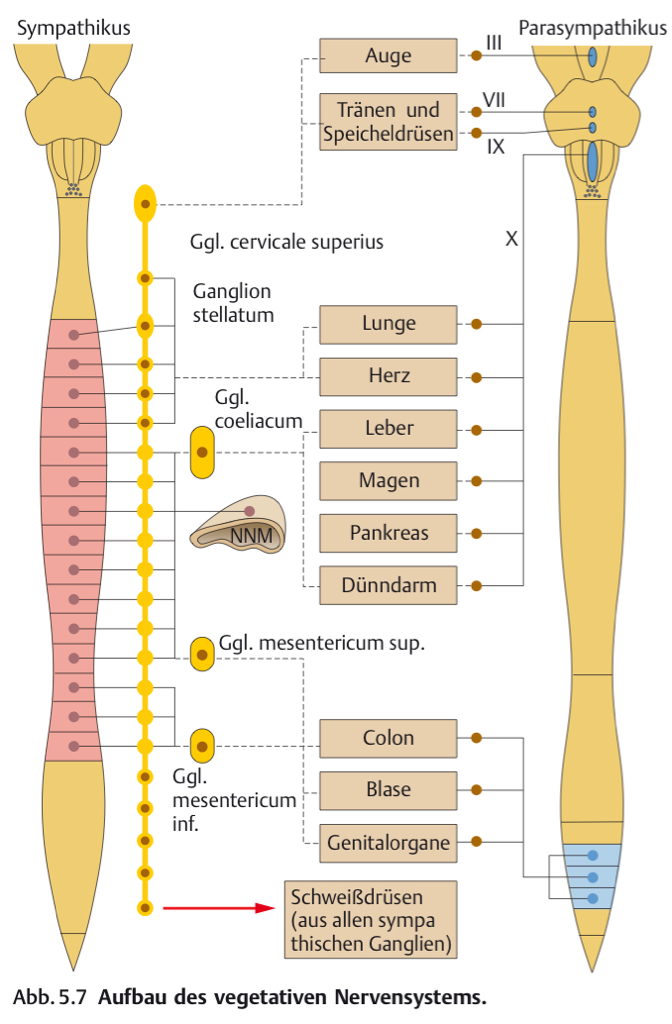 Sympathikus
Parasympathikus
Auge
III
Tränen und
Speicheldrüsen
VII
IX
X
Ggl. cervicale superius
Ganglion
stellatum
Lunge
Herz
Ggl.
coeliacum
Leber
Magen
NNM
Pankreas
Dünndarm
Ggl. mesentericum sup.
Colon
Ggl.
mesentericum
inf.
Blase
Genitalorgane
Schweißdrüsen
(aus allen sympa
thischen Ganglien)
Abb. 5.7 Aufbau des vegetativen Nervensystems.